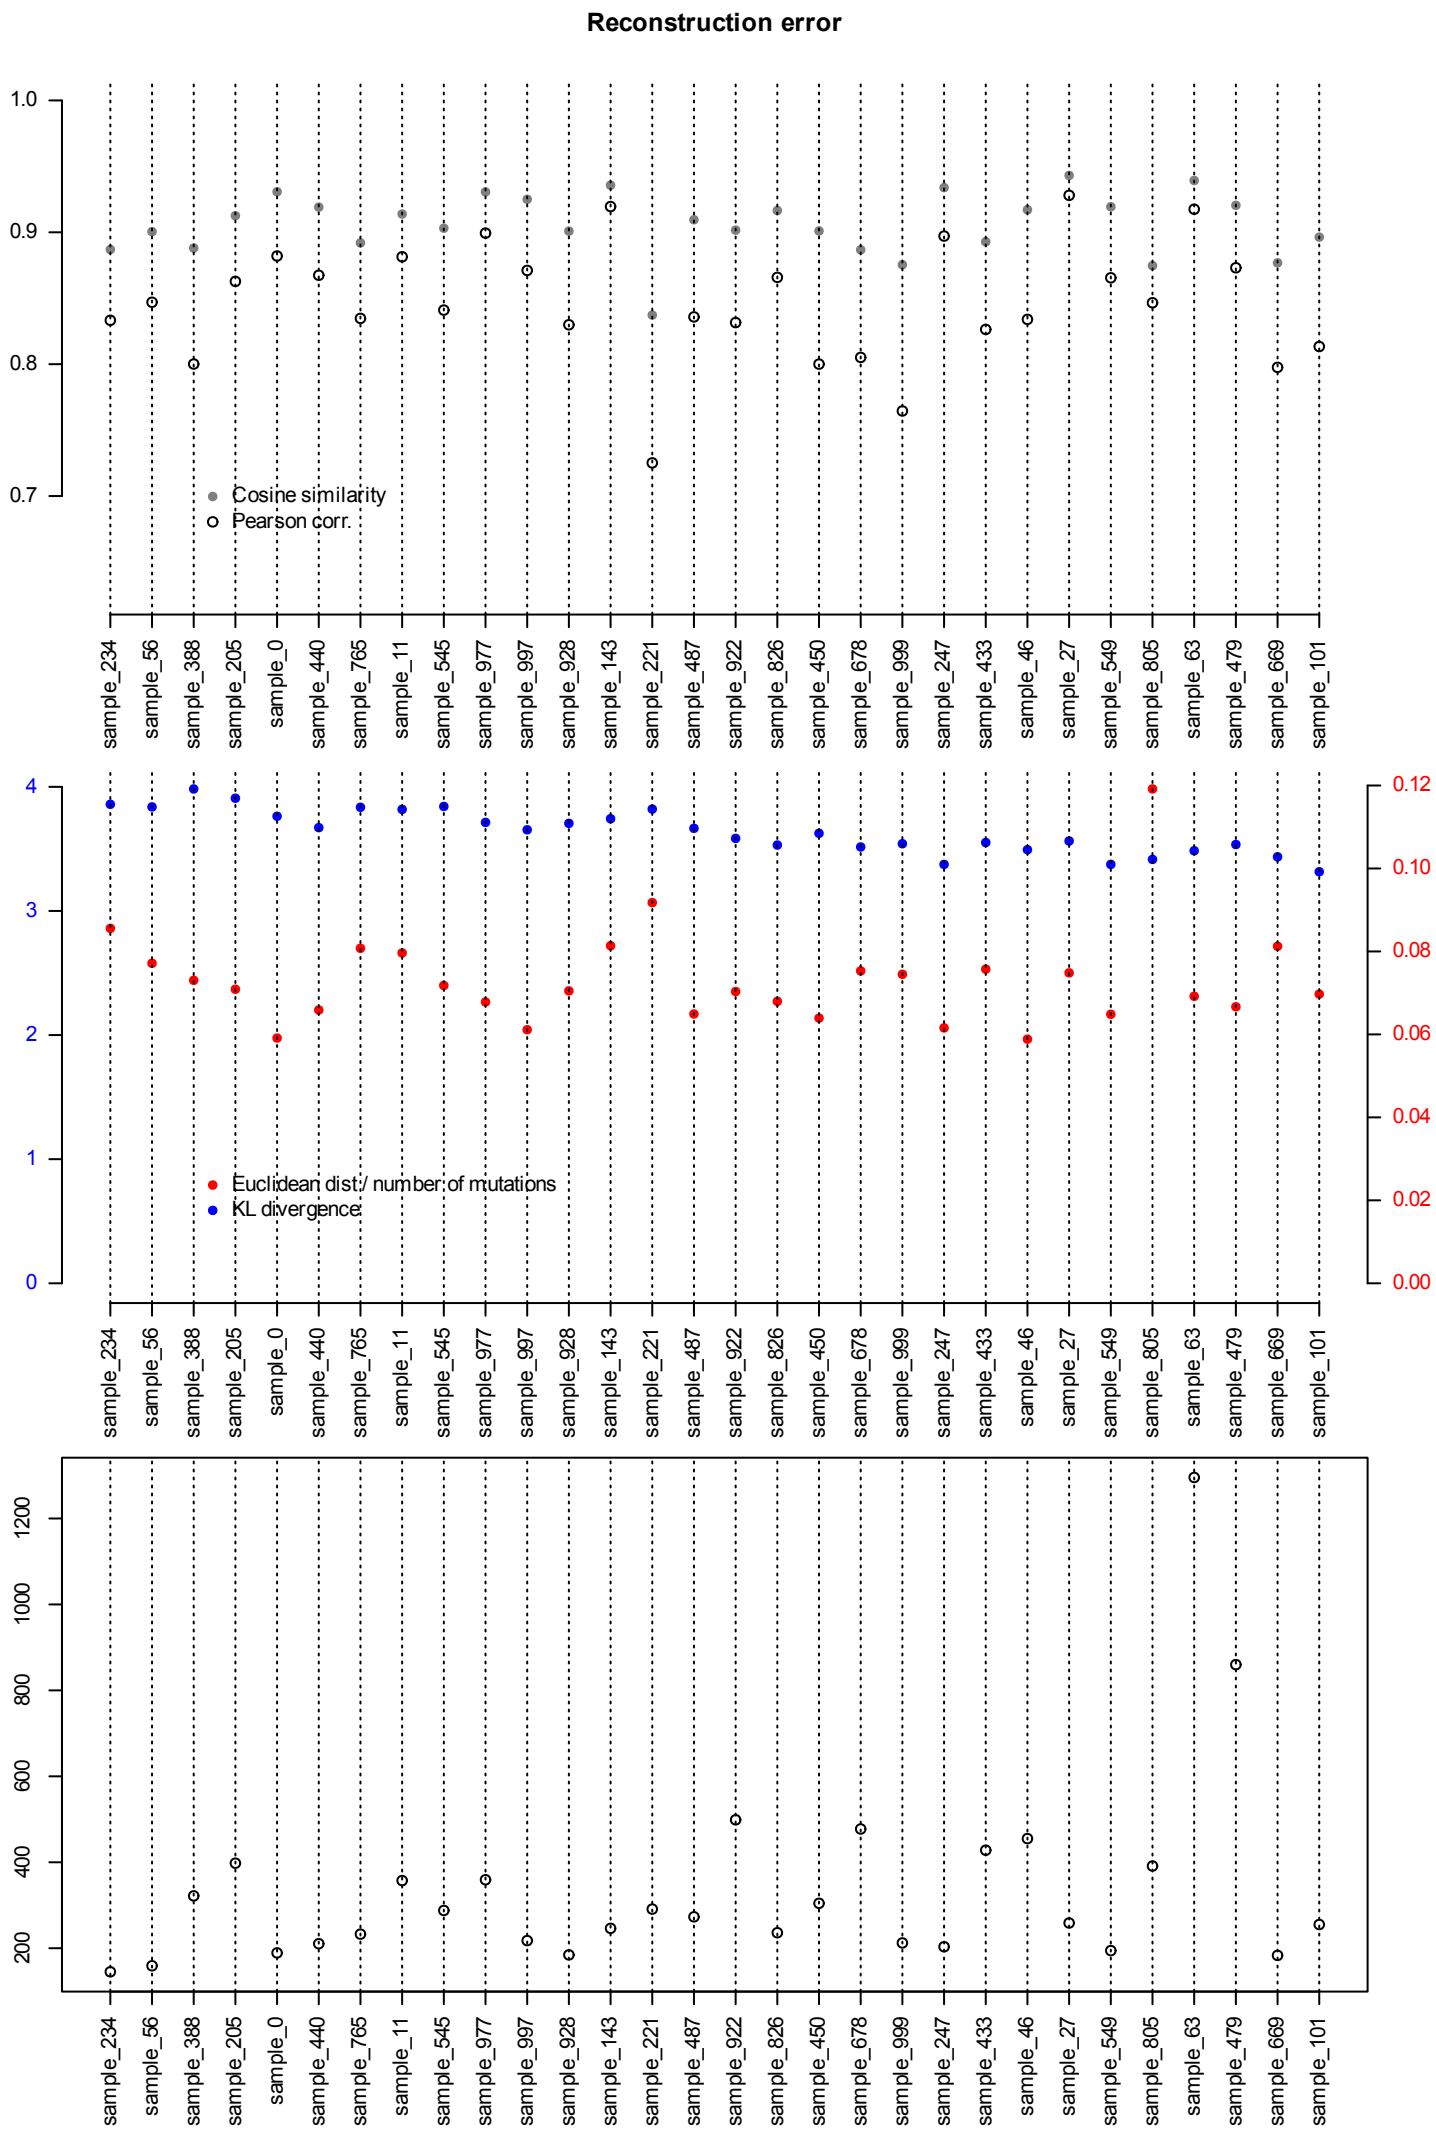 Reconstruction error
1.0
0.9
0.8
0.7
Cosine similarity
Pearson corr.
sample_234
sample_56
sample_388
sample_205
sample_0
sample_440
sample_765
sample_11
sample_545
sample_977
sample_997
sample_928
sample_143
sample_221
sample_487
sample_922
sample_826
sample_450
sample_678
sample_999
sample_247
sample_433
sample_46
sample_27
sample_549
sample_805
sample_63
sample_479
sample_669
sample_101
4
3
2
1
0
0.12
0.10
0.08
0.06
0.04
0.02
0.00
Euclidean dist./ number of mutations
KL divergence
sample_234
sample_56
sample_388
sample_205
sample_0
sample_440
sample_765
sample_11
sample_545
sample_977
sample_997
sample_928
sample_143
sample_221
sample_487
sample_922
sample_826
sample_450
sample_678
sample_999
sample_247
sample_433
sample_46
sample_27
sample_549
sample_805
sample_63
sample_479
sample_669
sample_101
1200
1000
800
600
400
200
sample_234
sample_56
sample_388
sample_205
sample_0
sample_440
sample_765
sample_11
sample_545
sample_977
sample_997
sample_928
sample_143
sample_221
sample_487
sample_922
sample_826
sample_450
sample_678
sample_999
sample_247
sample_433
sample_46
sample_27
sample_549
sample_805
sample_63
sample_479
sample_669
sample_101